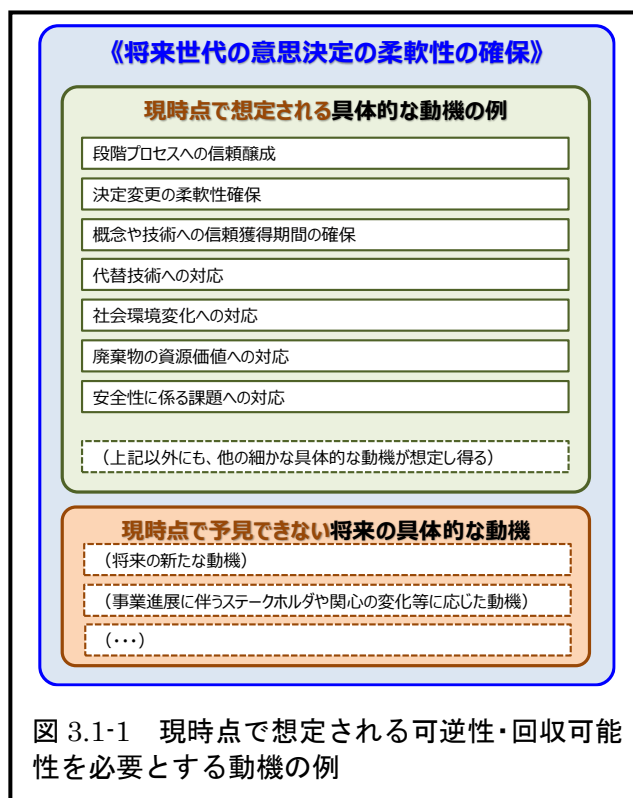 《将来世代の意思決定の柔軟性の確保》
現時点で想定される具体的な動機の例
段階プロセスへの信頼醸成
決定変更の柔軟性確保
概念や技術への信頼獲得期間の確保
代替技術への対応
社会環境変化への対応
廃棄物の資源価値への対応
安全性に係る課題への対応
（上記以外にも、他の細かな具体的な動機が想定し得る）
現時点で予見できない将来の具体的な動機
（将来の新たな動機）
（事業進展に伴うステークホルダや関心の変化等に応じた動機）
（・・・）
図 3.1-1　現時点で想定される可逆性・回収可能
性を必要とする動機の例